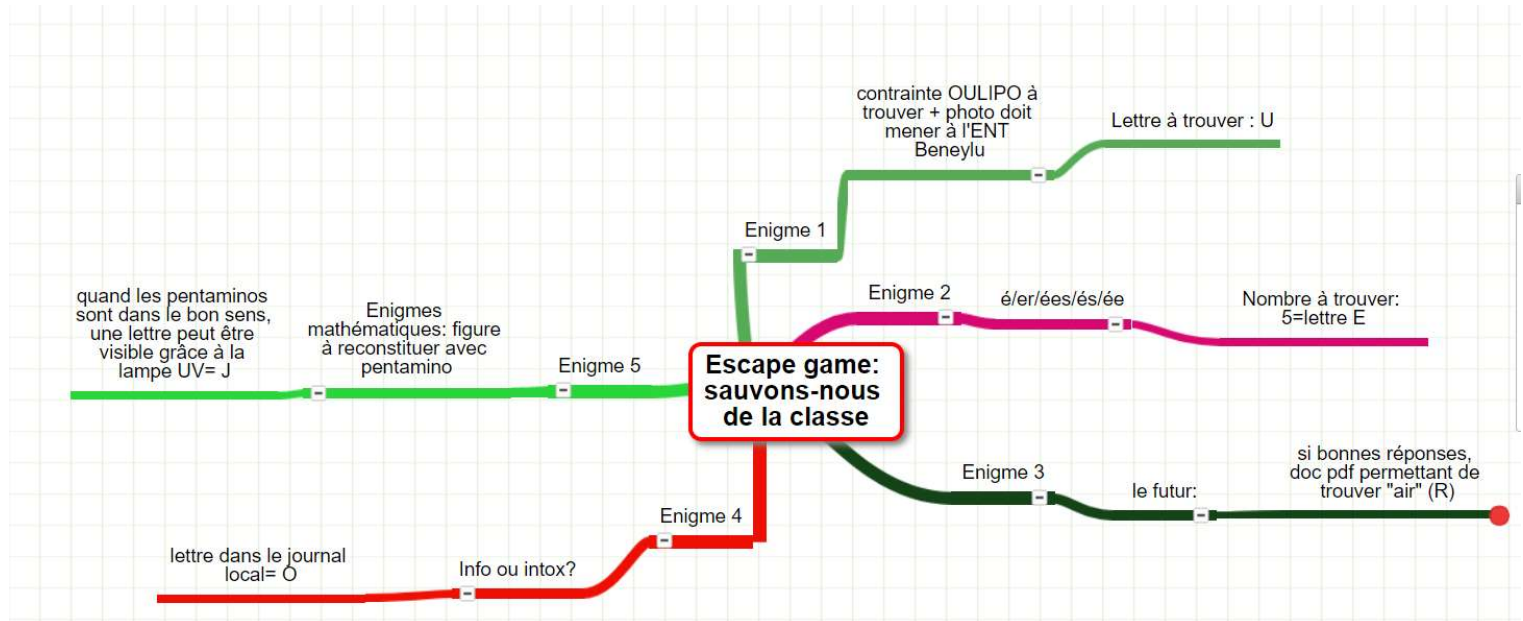 contrainte OULIPO à
trouver + photo doit
mener à l'ENT
Beneylu
Lettre à trouver : U
Enigme 1
Enigme 2
é/er/ées/és/ée
Nombre à trouver:
5=lettre E
quand les pentaminos
sont dans le bon sens,
une lettre peut être
visible grâce à la
lampe UV= J
Enigmes
mathématiques: figure
à reconstituer avec
pentamino
Enigme 5
Escape game:
sauvons-nous
de la classe
Enigme 3
le futur:
si bonnes réponses,
doc pdf permettant de
trouver "air" (R)
Enigme 4
Info ou intox?
lettre dans le journal
local= O